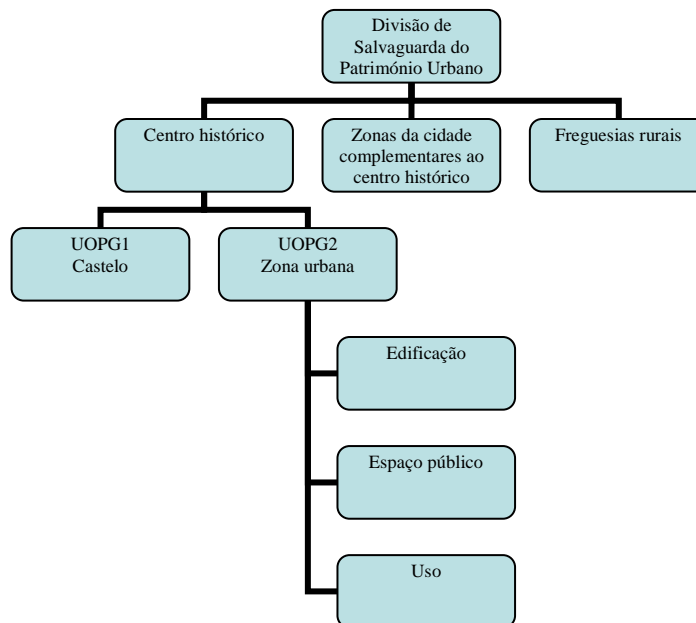 Divisão de
Salvaguarda do
Património Urbano
Centro histórico
Zonas da cidade
complementares ao
centro histórico
Freguesias rurais
UOPG1
Castelo
UOPG2
Zona urbana
Edificação
Espaço público
Uso